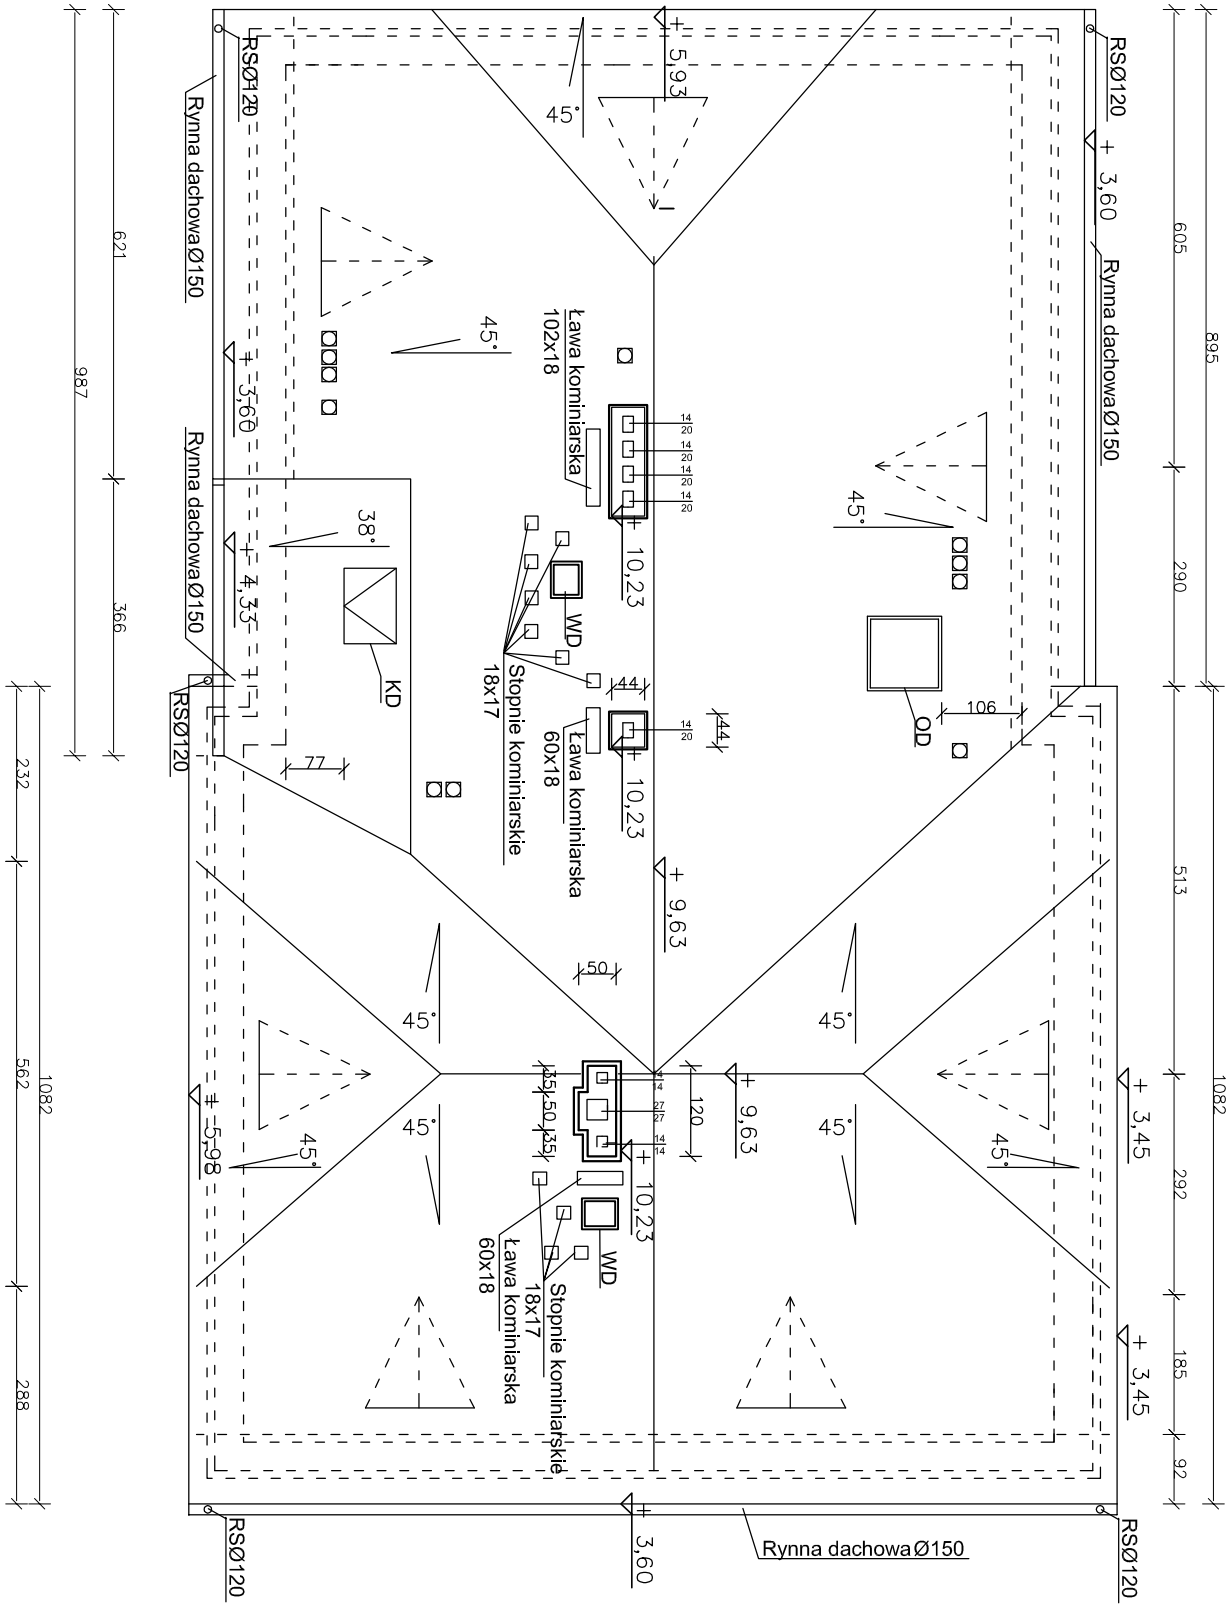 RSØ120
5,93
RSØ120
3,60
Rynna dachowaØ150
Rynna dachowaØ150
45°
605
895
621
987
45°
Ława kominiarska
102x18
3,60
14
20
14
20
14
20
14
20
45°
10,23
38°
4,33
Rynna dachowaØ150
366
290
WD
KD
Stopnie kominiarskie
18x17
44
44
14
20
OD
106
RSØ120
77
232
Ława kominiarska
60x18
10,23
9,63
513
50
45°
45°
562
1082
35
50
35
14
14
27
27
14
14
120
9,63
45°
45°
5,98
45°
45°
3,45
1082
10,23
292
WD
Ława kominiarska
60x18
Stopnie kominiarskie
18x17
3,45
185
288
92
3,60
Rynna dachowaØ150
RSØ120
RSØ120